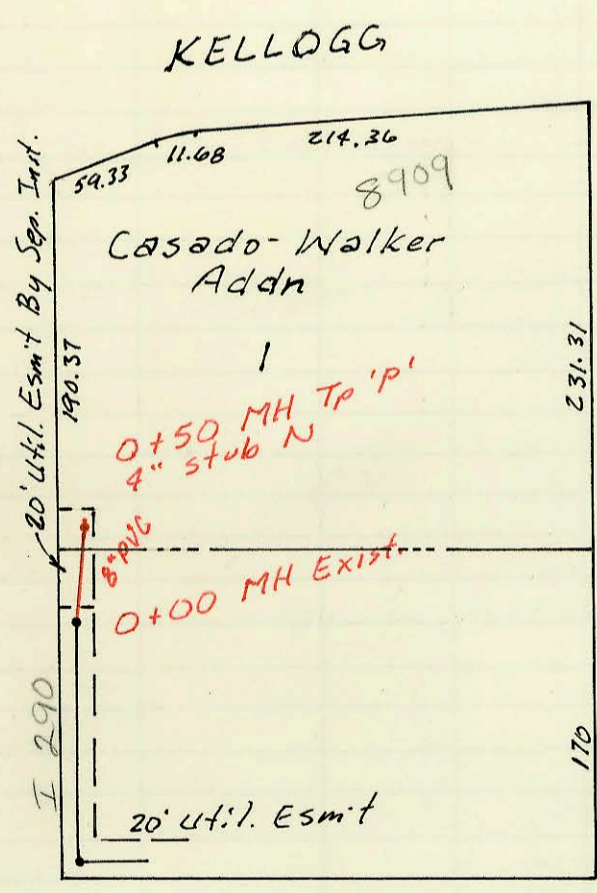 KELLOGG
59.33
11.68
214.36
8909
Casado-Walker
Addn
1
20' Util. Esm't By Sep. Inst.
190.37
231.31
0+50 MH Tp 'P'
4" stub N
8" PVC
0+00 MH Exist.
I 290
170
20' Util. Esm't